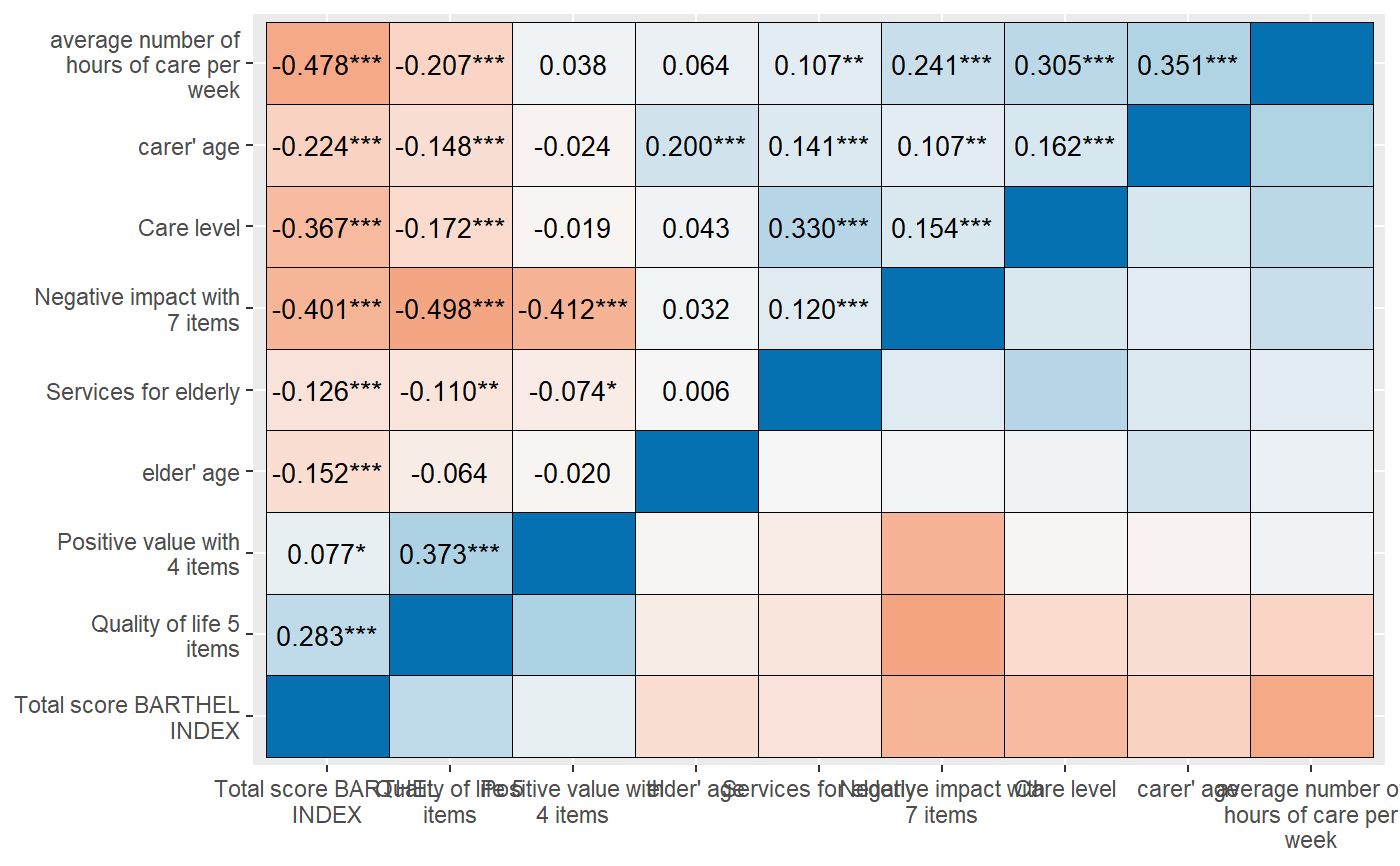 average number of
hours of care per
week
-0.478*** -0.207*** 0.038 0.064 0.107** 0.241*** 0.305*** 0.351***
carer' age
-0.224*** -0.148*** -0.024 0.200*** 0.141*** 0.107** 0.162***
Care level
-0.367*** -0.172*** -0.019 0.043 0.330*** 0.154***
Negative impact with
7 items
-0.401*** -0.498*** -0.412*** 0.032 0.120***
Services for elderly
-0.126*** -0.110** -0.074* 0.006
elder' age
-0.152*** -0.064 -0.020
Positive value with
4 items
0.077* 0.373***
Quality of life 5
items
0.283***
Total score BARTHEL
INDEX
Total score BARTHEL
INDEX
Quality of life 5
items
Positive value with
4 items
elder' age
Services for elderly
Negative impact with
7 items
Care level
carer' age
average number o
hours of care per
week